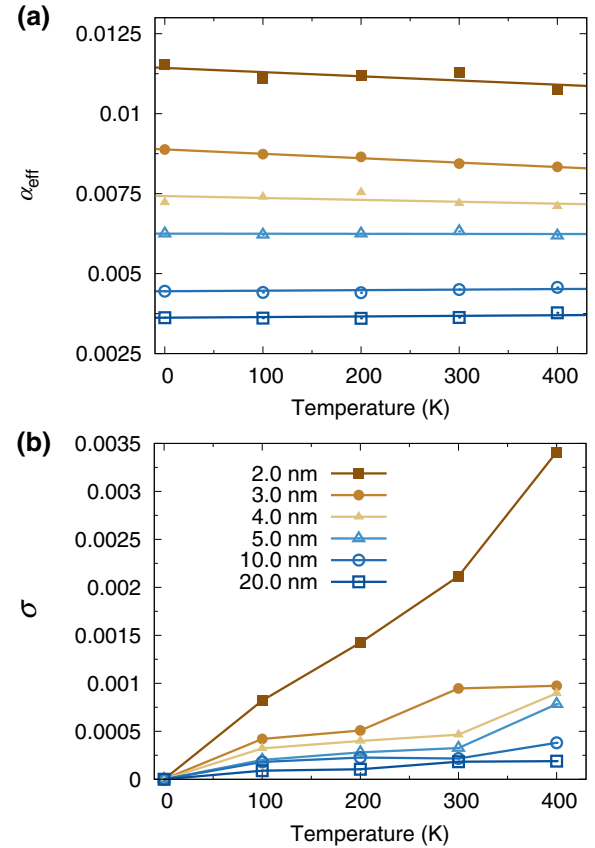 (a)
0.0125
0.01
0.0075
0.005
0.0025
α_eff
0 100 200 300 400
Temperature (K)
(b)
0.0035
0.003
0.0025
0.002
0.0015
0.001
0.0005
0
σ
2.0 nm
3.0 nm
4.0 nm
5.0 nm
10.0 nm
20.0 nm
0 100 200 300 400
Temperature (K)